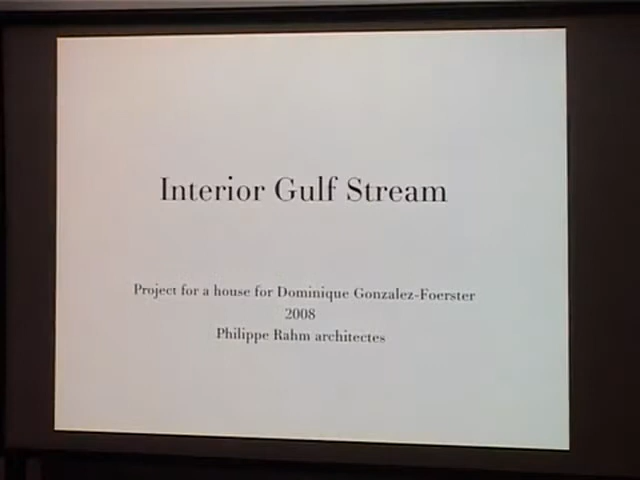 Interior Gulf Stream
Project for a house for Dominique Gonzalez-Foerster
2008
Philippe Rahm architectes